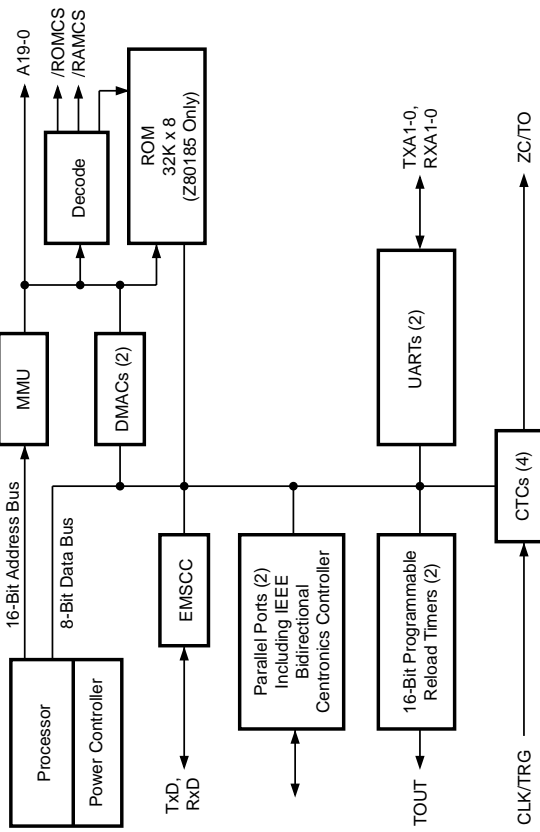 Processor
Power Controller
16-Bit Address Bus
8-Bit Data Bus
MMU
A19-0
Decode
/ROMCS
/RAMCS
DMACs (2)
ROM
32K x 8
(Z80185 Only)
TxD,
RxD
EMSCC
Parallel Ports (2)
Including IEEE
Bidirectional
Centronics Controller
TOUT
16-Bit Programmable
Reload Timers (2)
UARTs (2)
TXA1-0,
RXA1-0
CLK/TRG
CTCs (4)
ZC/TO